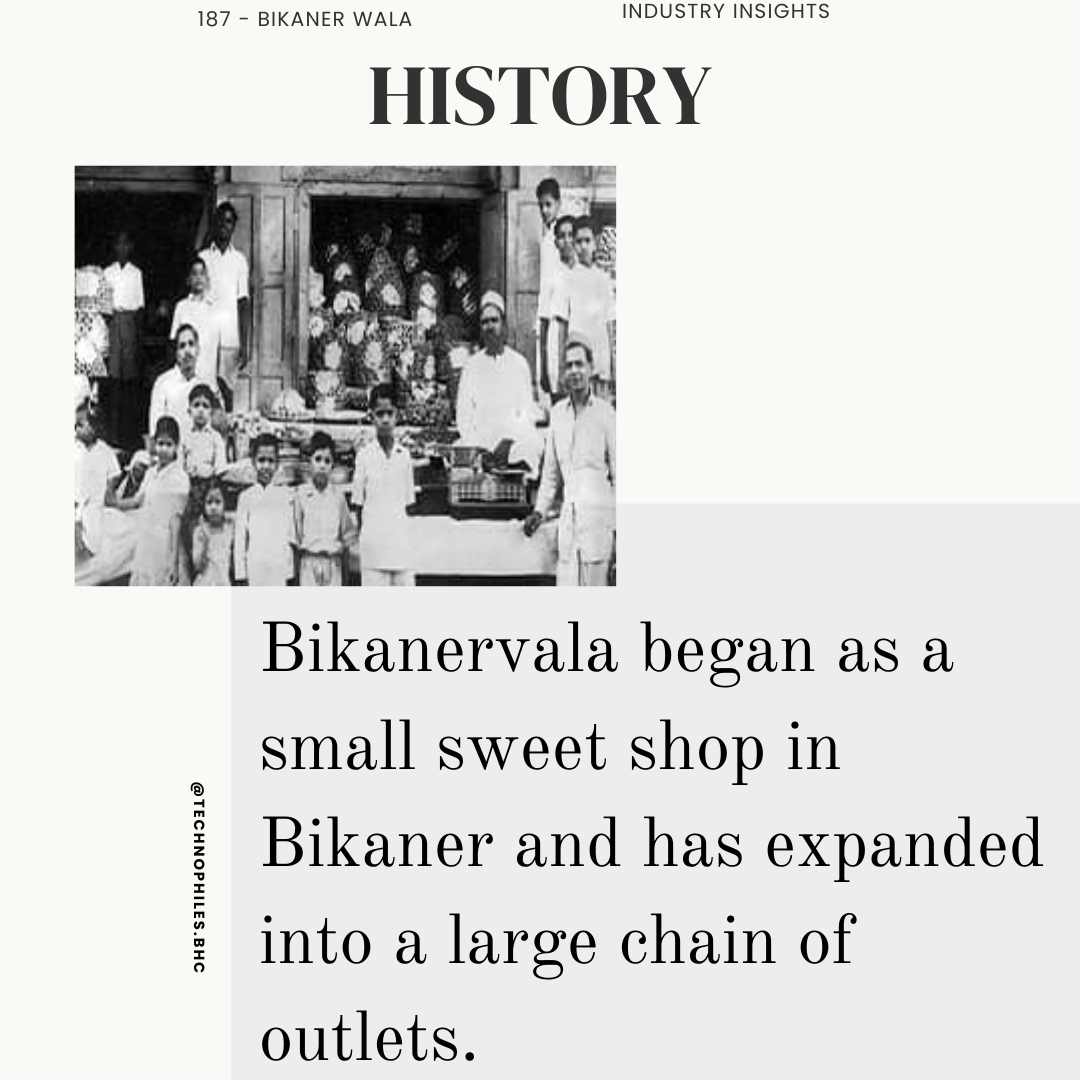 187 - BIKANER WALA
INDUSTRY INSIGHTS
HISTORY
Bikanervala began as a
small sweet shop in
Bikaner and has expanded
into a large chain of
outlets.
@TECHNOPHILES.BHC